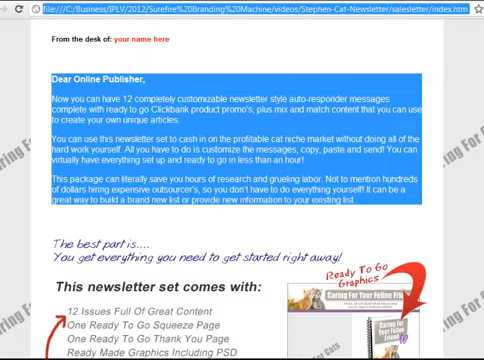 file:///C:/Business/IPLV/2012/Surefire%20Branding%20Machine/videos/Stephen-Cat-Newsletter/salesletter/index.htm
From the desk of: your name here
Dear Online Publisher,
Now you can have 12 completely customizable newsletter style auto-responder messages
complete with ready to go Clickbank product promo's, plus mix and match content that you can use
to create your own unique articles.
You can use this newsletter set to cash in on the profitable cat niche market without doing all of the
hard work yourself. All you have to do is customize the messages, copy, paste and send! You can
virtually have everything set up and ready to go in less than an hour!
This package can literally save you hours of research and grueling labor. Not to mention hundreds
of dollars hiring expensive outsourcer's, so you don't have to do everything yourself! It can be a
great way to build a brand new list or provide new information to your existing list.
The best part is....
You get everything you need to get started right away!
This newsletter set comes with:
Ready To Go
Graphics
12 Issues Full Of Great Content
One Ready To Go Squeeze Page
One Ready To Go Thank You Page
Ready Made Graphics Including PSD
Caring For Your Feline Friend
Caring For
Your Feline